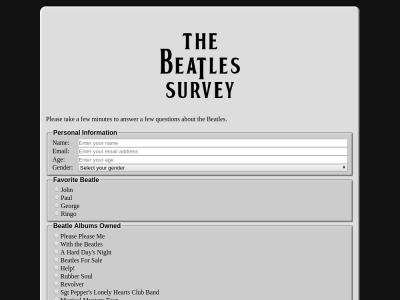 THE
BEATLES
SURVEY
Please take a few minutes to answer a few questions about the Beatles.
Personal Information
Name: Enter your name
Email: Enter your email address
Age: Enter your age
Gender: Select your gender
Favorite Beatle
John
Paul
George
Ringo
Beatle Albums Owned
Please Please Me
With the Beatles
A Hard Day's Night
Beatles For Sale
Help!
Rubber Soul
Revolver
Sgt Pepper's Lonely Hearts Club Band